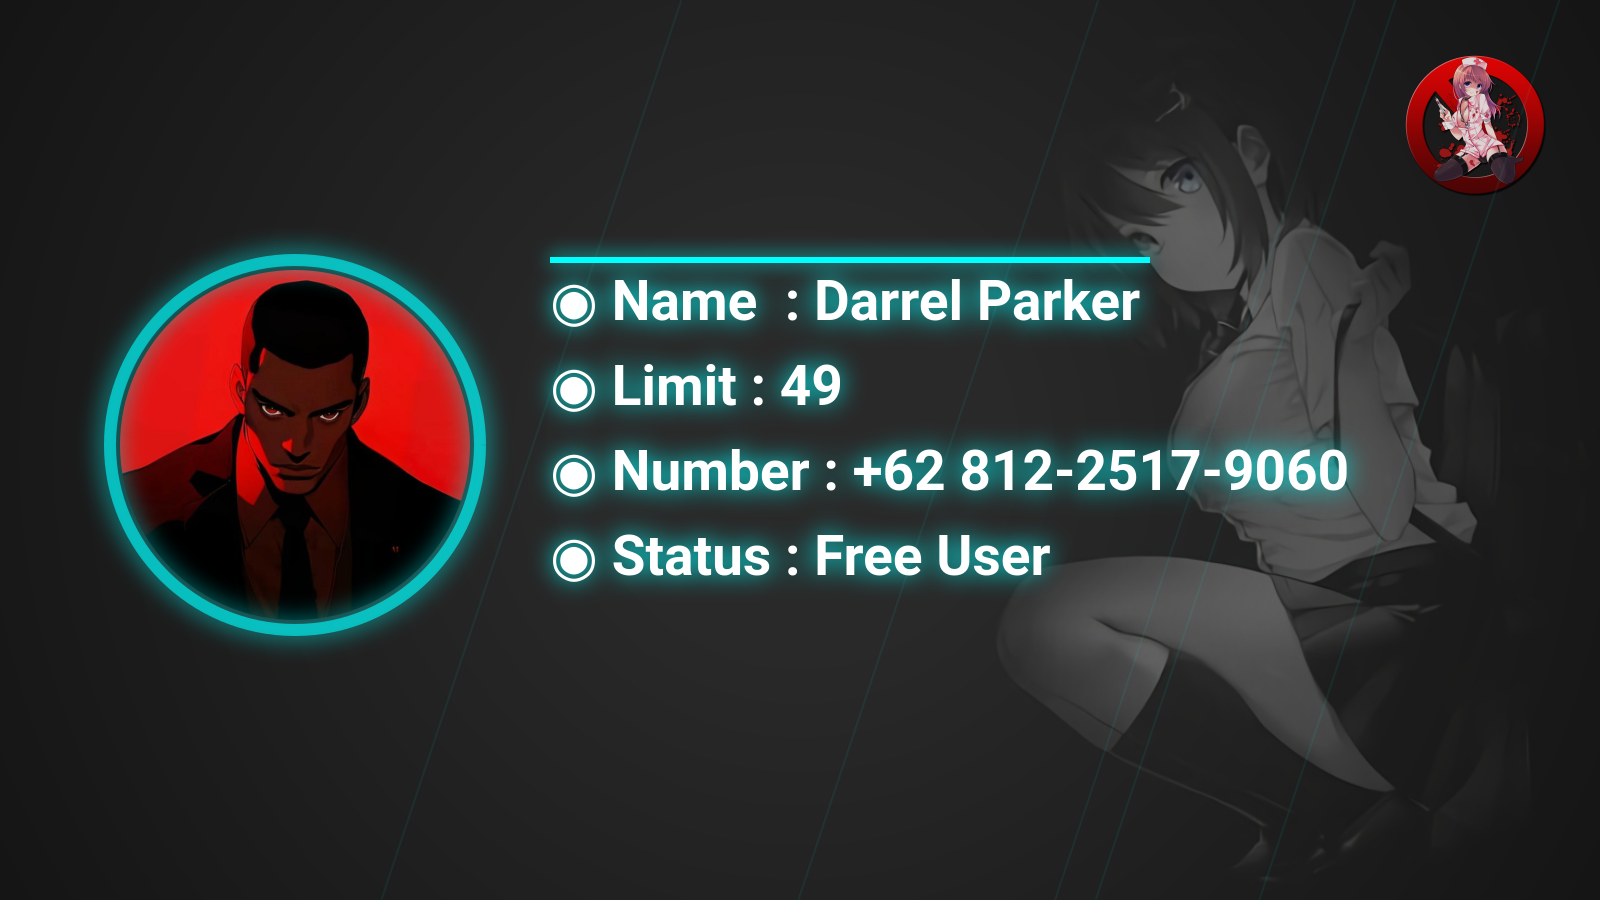 ◉ Name : Darrel Parker
◉ Limit : 49
◉ Number : +62 812-2517-9060
◉ Status : Free User